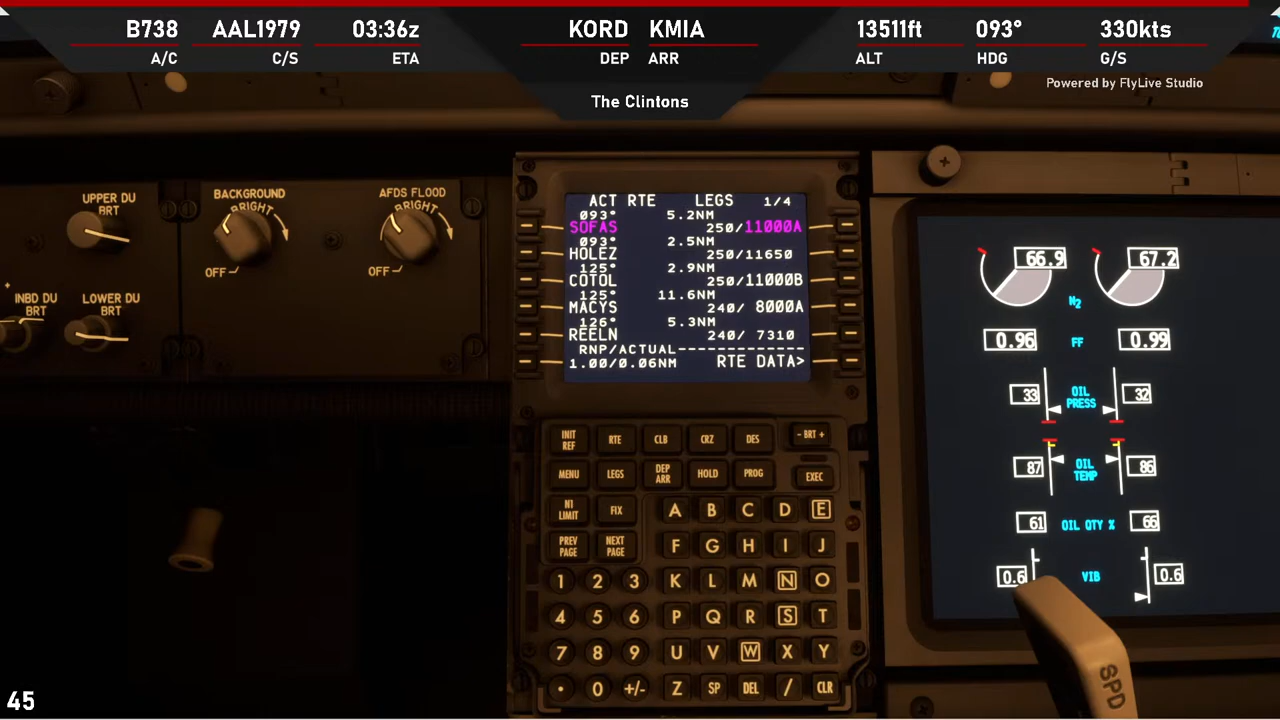 B738 AAL1979 03:36z KORD KMIA 13511ft 093° 330kts
A/C C/S ETA DEP ARR ALT HDG G/S
The Clintons
Powered by FlyLive Studio
UPPER DU
BRT
BACKGROUND
BRIGHT
OFF
AFDS FLOOD
BRIGHT
OFF
INBD DU
BRT
LOWER DU
BRT
ACT RTE LEGS 1/4
093° 5.2NM
SOFAS 250/11000A
093° 2.5NM
HOLEZ 250/11650
125° 2.9NM
COTOL 250/11000B
125° 11.6NM
MACYS 240/ 8000A
126° 5.3NM
REELN 240/ 7310
RNP/ACTUAL-------------
1.00/0.06NM RTE DATA>
INIT REF RTE CLB CRZ DES - BRT +
MENU LEGS DEP ARR HOLD PROG EXEC
N1 LIMIT FIX A B C D E
PREV PAGE NEXT PAGE F G H I J
1 2 3 K L M N O
4 5 6 P Q R S T
7 8 9 U V W X Y
. 0 +/- Z SP DEL / CLR
66.9 67.2
N2
0.96 FF 0.99
33 OIL PRESS 32
87 OIL TEMP 86
61 OIL QTY % 66
0.6 VIB 0.6
SPD
45